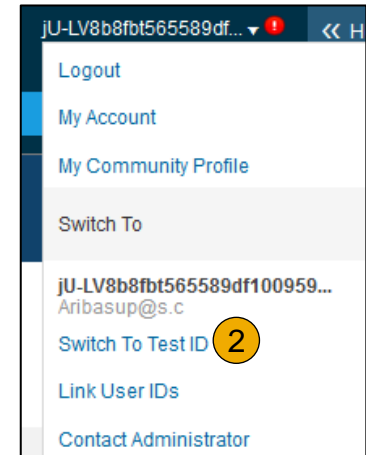 jU-LV8b8fbt565589df... ▾ ! « H
Logout
My Account
My Community Profile
Switch To
jU-LV8b8fbt565589df100959...
Aribasup@s.c
Switch To Test ID 2
Link User IDs
Contact Administrator